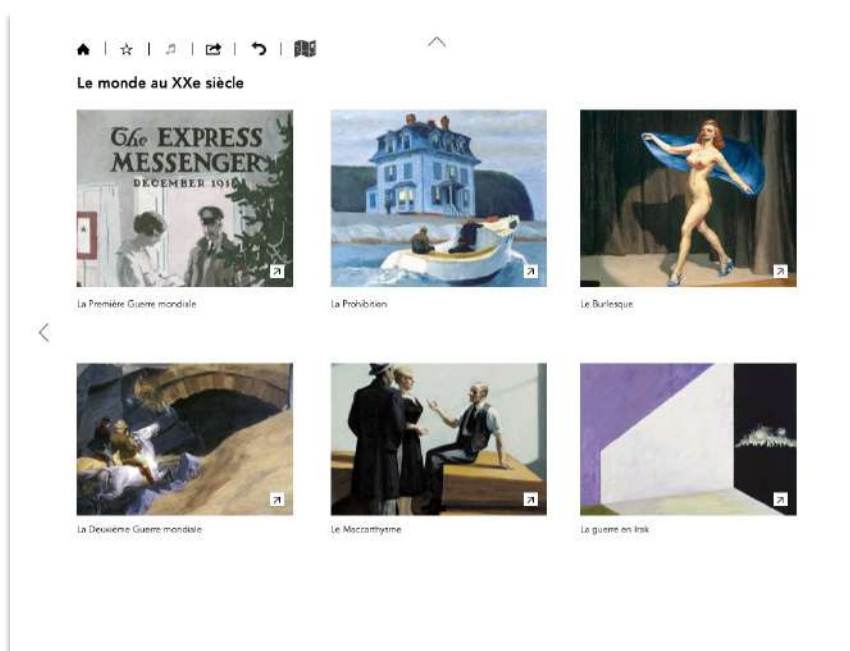 Le monde au XXe siècle
The EXPRESS
MESSENGER
DECEMBER 1918
La Première Guerre mondiale
La Prohibition
Le Burlesque
La Deuxième Guerre mondiale
Le Maccarthysme
La guerre en Irak